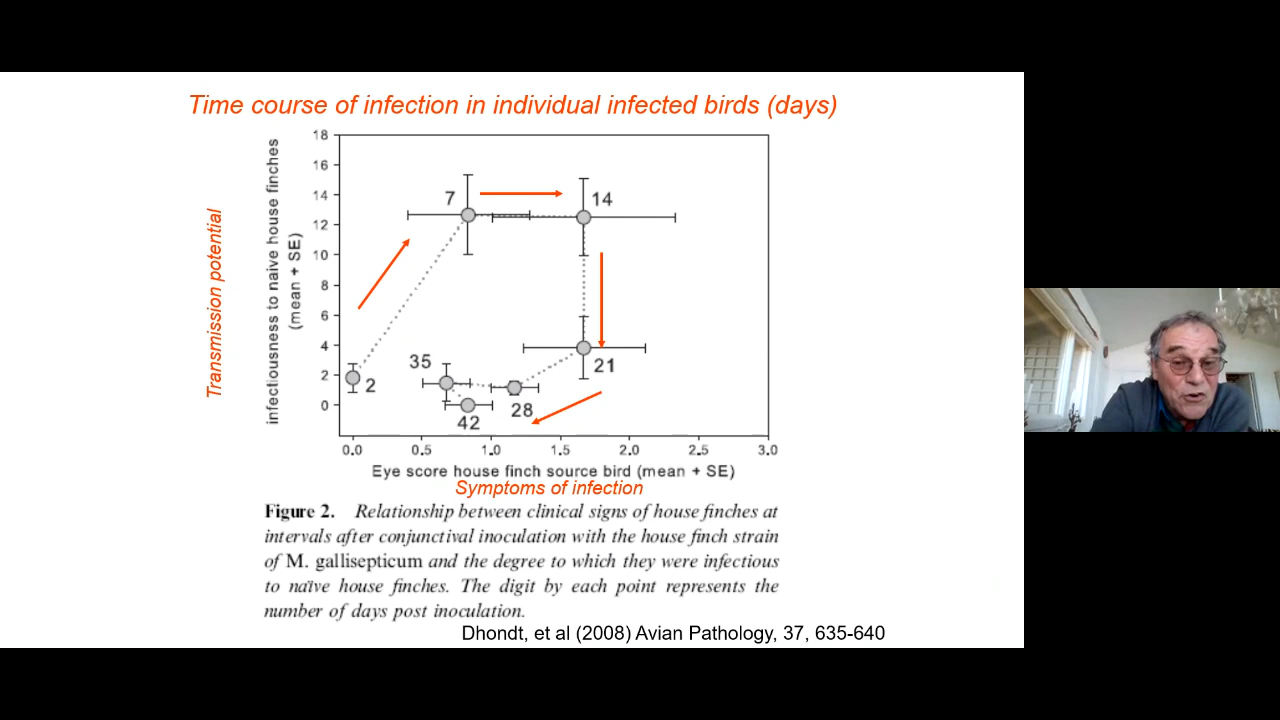 Time course of infection in individual infected birds (days)
Transmission potential
infectiousness to naive house finches
(mean + SE)
18
16
14
12
10
8
6
4
2
0
7
14
21
28
35
42
2
0.0 0.5 1.0 1.5 2.0 2.5 3.0
Eye score house finch source bird (mean + SE)
Symptoms of infection
Figure 2. Relationship between clinical signs of house finches at
intervals after conjunctival inoculation with the house finch strain
of M. gallisepticum and the degree to which they were infectious
to naïve house finches. The digit by each point represents the
number of days post inoculation.
Dhondt, et al (2008) Avian Pathology, 37, 635-640